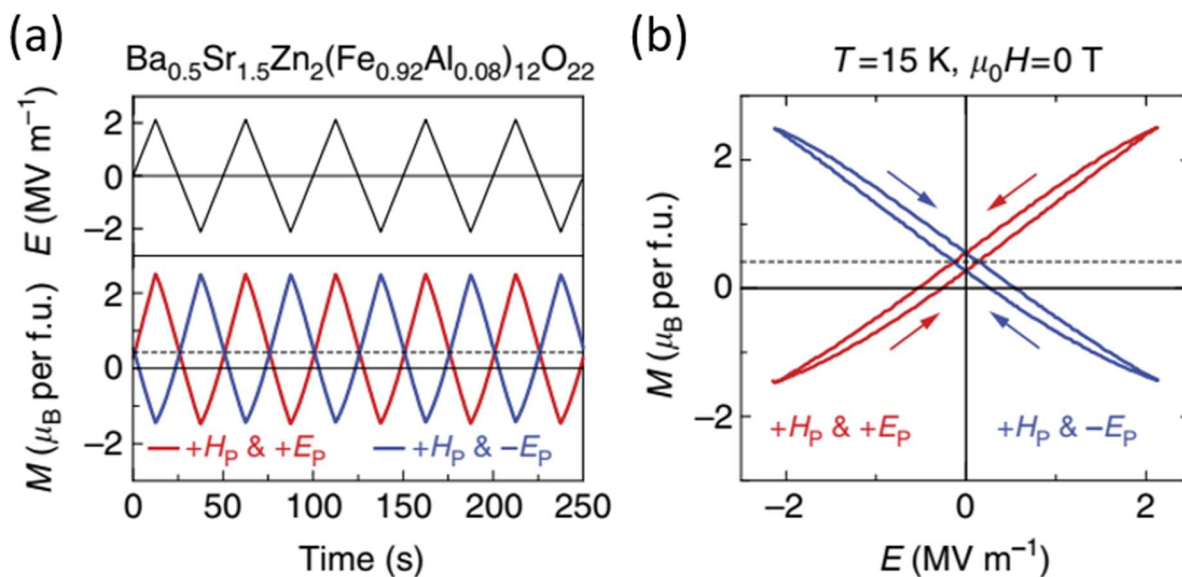 (a)
Ba0.5Sr1.5Zn2(Fe0.92Al0.08)12O22
E (MV m⁻¹)
2
0
−2
M (μB per f.u.)
2
0
−2
+HP & +EP
+HP & −EP
0 50 100 150 200 250
Time (s)
(b)
T=15 K, μ0H=0 T
M (μB per f.u.)
2
0
−2
+HP & +EP
+HP & −EP
−2 0 2
E (MV m⁻¹)